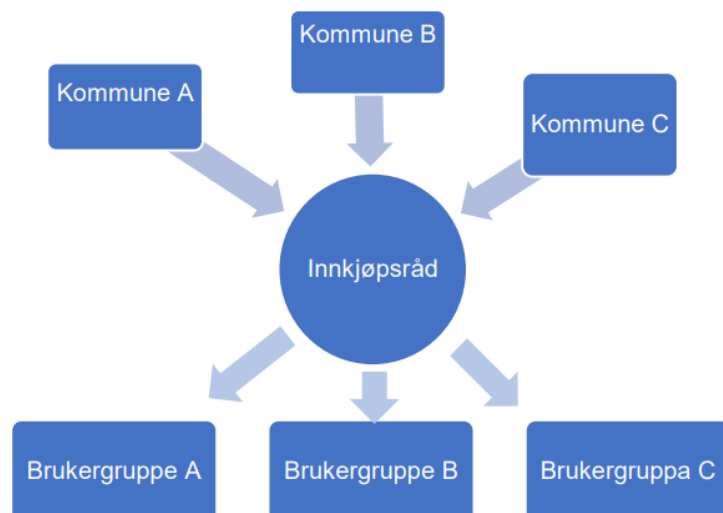 Kommune B
Kommune A
Kommune C
Innkjøpsråd
Brukergruppe A
Brukergruppe B
Brukergruppa C